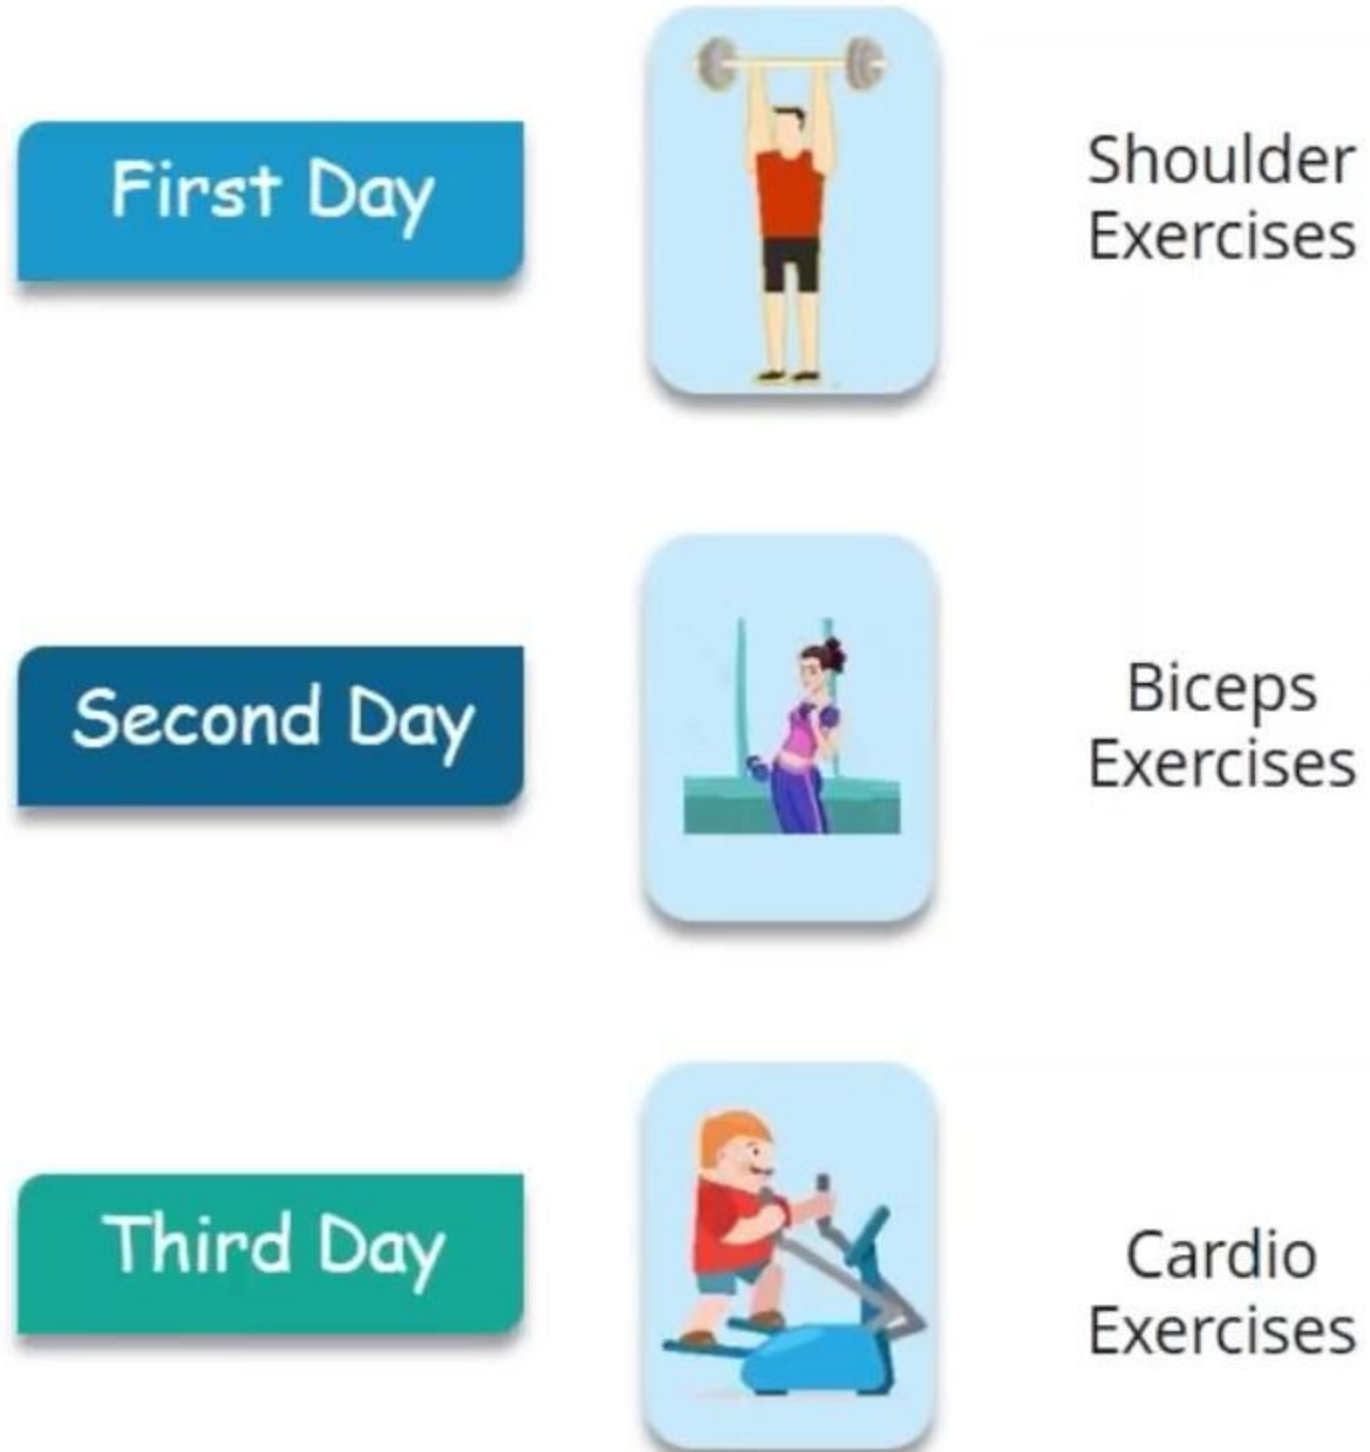 First Day
Shoulder
Exercises
Second Day
Biceps
Exercises
Third Day
Cardio
Exercises